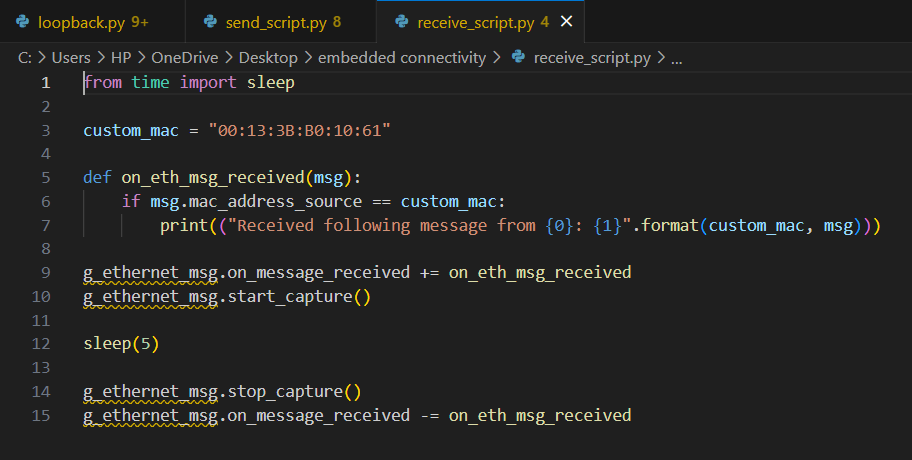 loopback.py 9+ send_script.py 8 receive_script.py 4
C: > Users > HP > OneDrive > Desktop > embedded connectivity > receive_script.py > ...
1 from time import sleep
2
3 custom_mac = "00:13:3B:B0:10:61"
4
5 def on_eth_msg_received(msg):
6     if msg.mac_address_source == custom_mac:
7         print(("Received following message from {0}: {1}".format(custom_mac, msg)))
8
9 g_ethernet_msg.on_message_received += on_eth_msg_received
10 g_ethernet_msg.start_capture()
11
12 sleep(5)
13
14 g_ethernet_msg.stop_capture()
15 g_ethernet_msg.on_message_received -= on_eth_msg_received